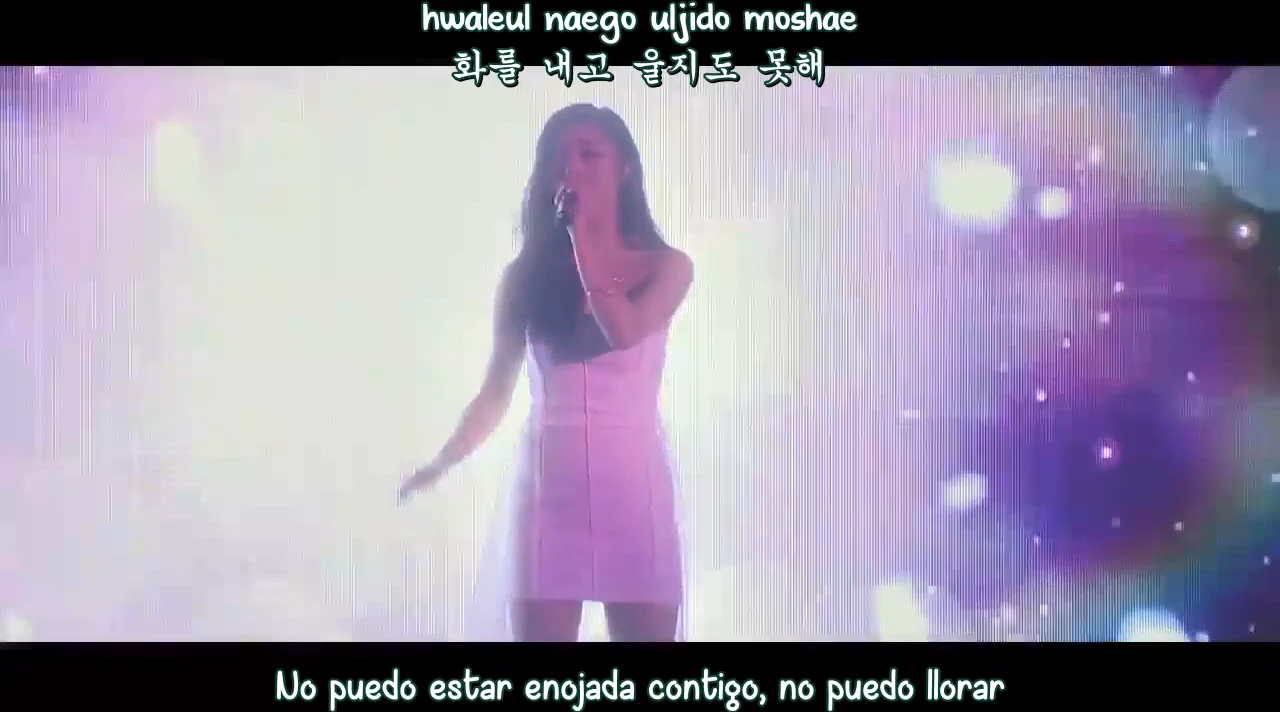 hwaleul naego uljido moshae
화를 내고 울지도 못해
No puedo estar enojada contigo, no puedo llorar